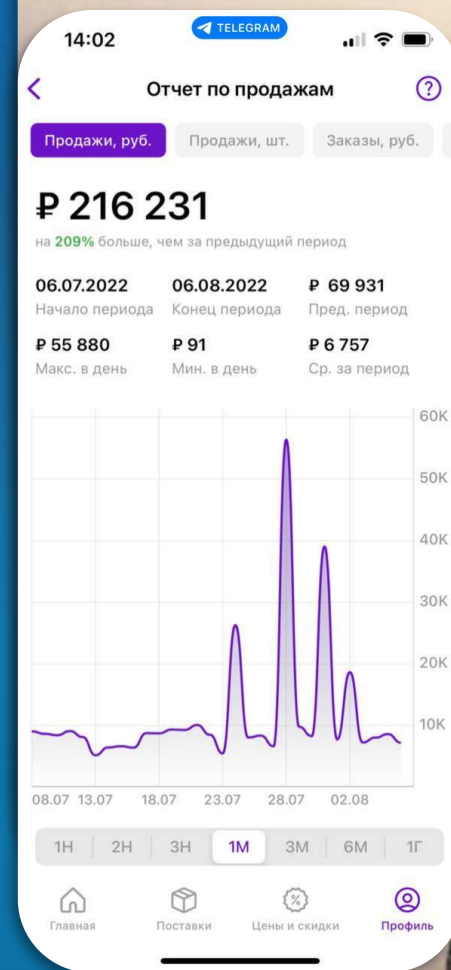 14:02
TELEGRAM
Отчет по продажам
?
Продажи, руб. Продажи, шт. Заказы, руб.
₽ 216 231
на 209% больше, чем за предыдущий период
06.07.2022 06.08.2022 ₽ 69 931
Начало периода Конец периода Пред. период
₽ 55 880 ₽ 91 ₽ 6 757
Макс. в день Мин. в день Ср. за период
60K
50K
40K
30K
20K
10K
08.07 13.07 18.07 23.07 28.07 02.08
1Н 2Н 3Н 1М 3М 6М 1Г
%
Главная Поставки Цены и скидки Профиль